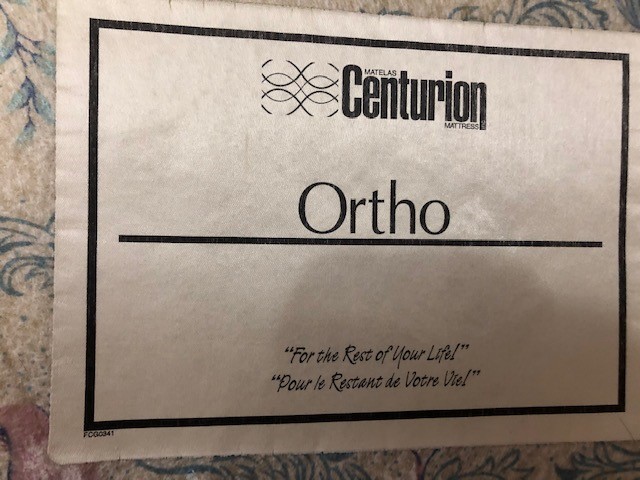 MATELAS
Centurion
MATTRESS
Ortho
"For the Rest of Your Life!"
"Pour le Restant de Votre Vie!"
FCG0341